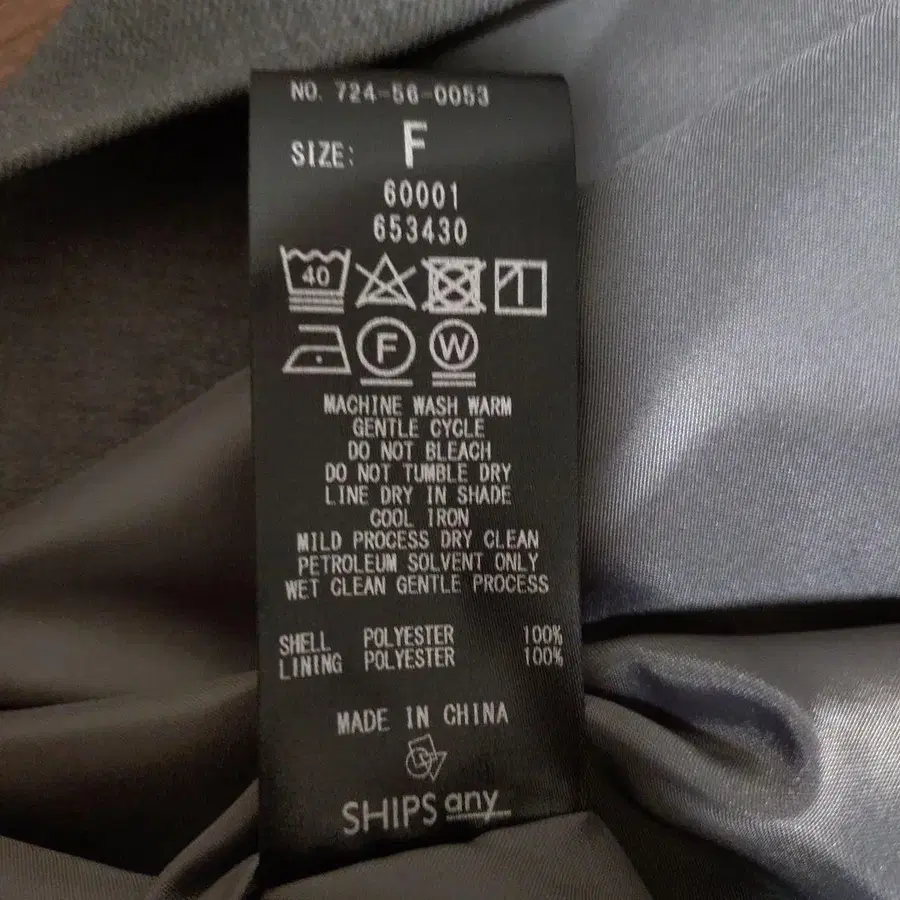 NO. 724-56-0053
SIZE: F
60001
653430
40
F W
MACHINE WASH WARM
GENTLE CYCLE
DO NOT BLEACH
DO NOT TUMBLE DRY
LINE DRY IN SHADE
COOL IRON
MILD PROCESS DRY CLEAN
PETROLEUM SOLVENT ONLY
WET CLEAN GENTLE PROCESS
SHELL POLYESTER 100%
LINING POLYESTER 100%
MADE IN CHINA
SHIPS any